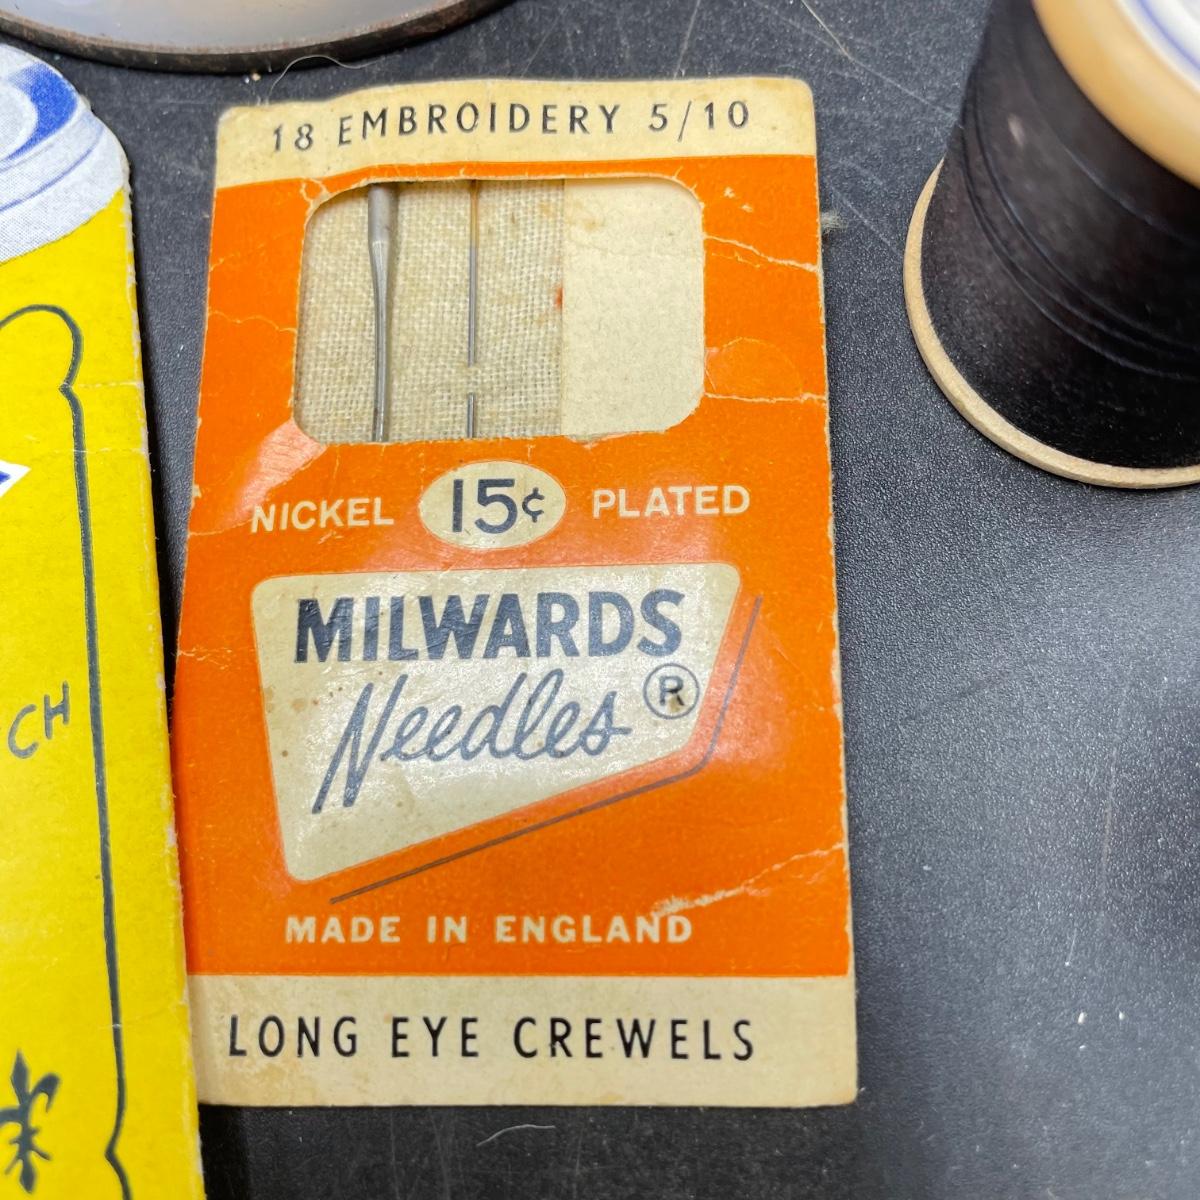 18 EMBROIDERY 5/10
NICKEL 15¢ PLATED
MILWARDS
Needles ®
MADE IN ENGLAND
LONG EYE CREWELS
CH